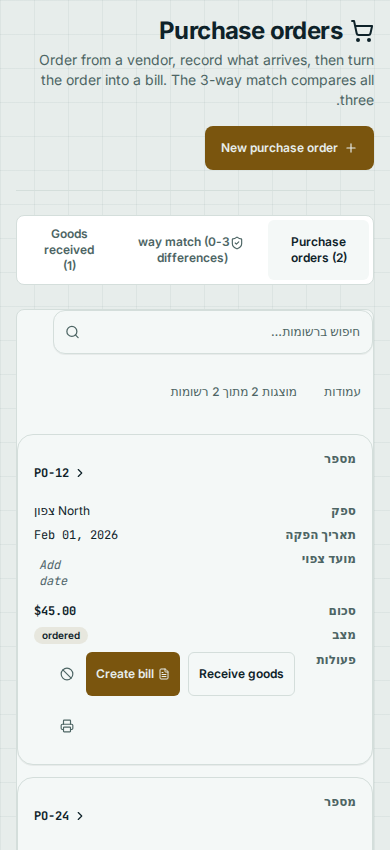 Purchase orders
Order from a vendor, record what arrives, then turn
the order into a bill. The 3-way match compares all
three.
New purchase order
Purchase
orders (2)
3-way match (0
differences)
Goods
received
(1)
חיפוש ברשומות...
עמודות
מוצגות 2 מתוך 2 רשומות
מספר
PO-12
ספק
North צפון
תאריך הפקה
Feb 01, 2026
מועד צפוי
Add
date
סכום
$45.00
מצב
ordered
פעולות
Receive goods
Create bill
מספר
PO-24